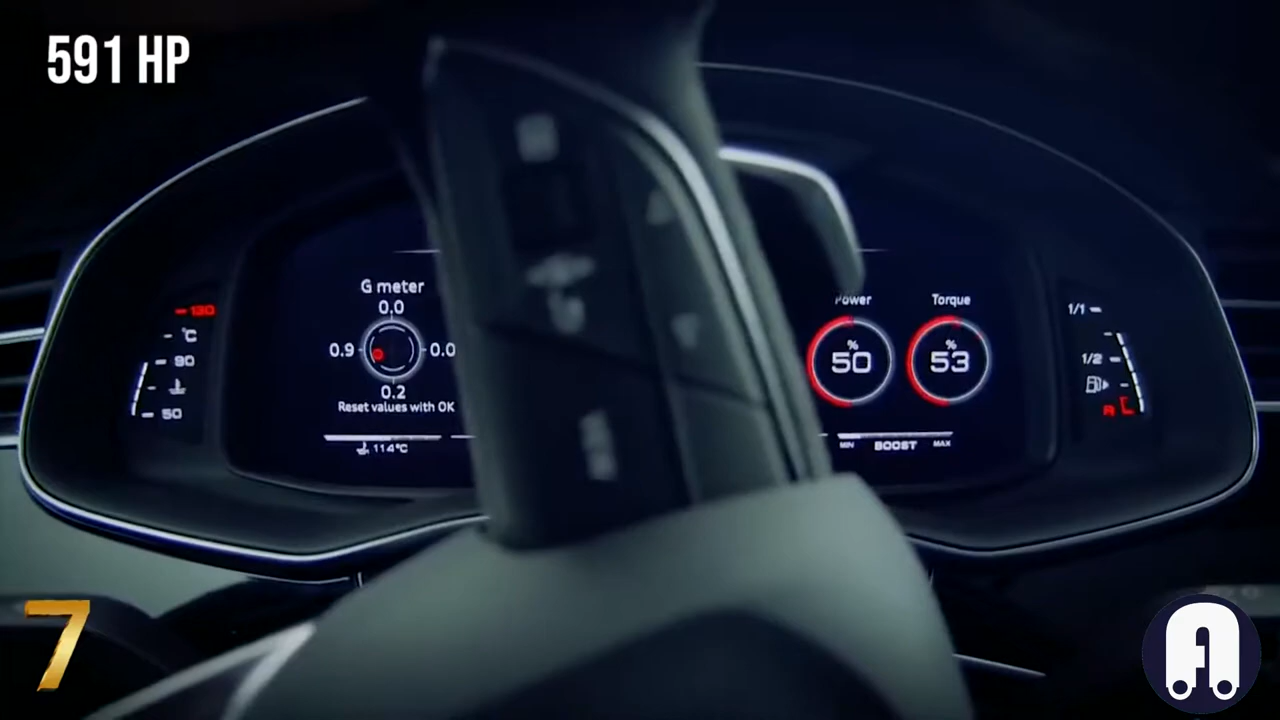 591 HP
130
°C
90
50
G meter
0.0
0.9
0.0
0.2
Reset values with OK
114°C
Power
%
50
Torque
%
53
MIN
BOOST
MAX
1/1
1/2
R
7
A